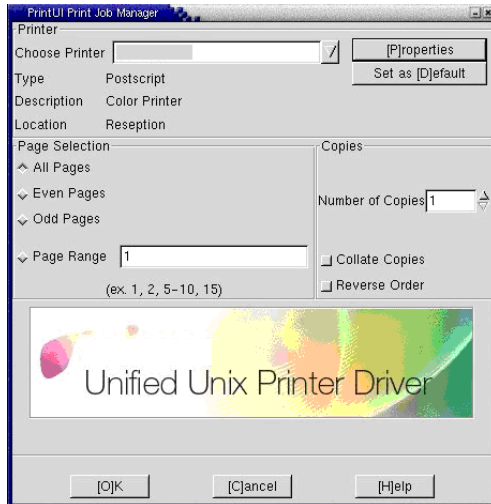 PrintUI Print Job Manager
Printer
Choose Printer
[P]roperties
Set as [D]efault
Type Postscript
Description Color Printer
Location Reseption
Page Selection
All Pages
Even Pages
Odd Pages
Page Range 1
(ex. 1, 2, 5-10, 15)
Copies
Number of Copies 1
Collate Copies
Reverse Order
Unified Unix Printer Driver
[O]K
[C]ancel
[H]elp